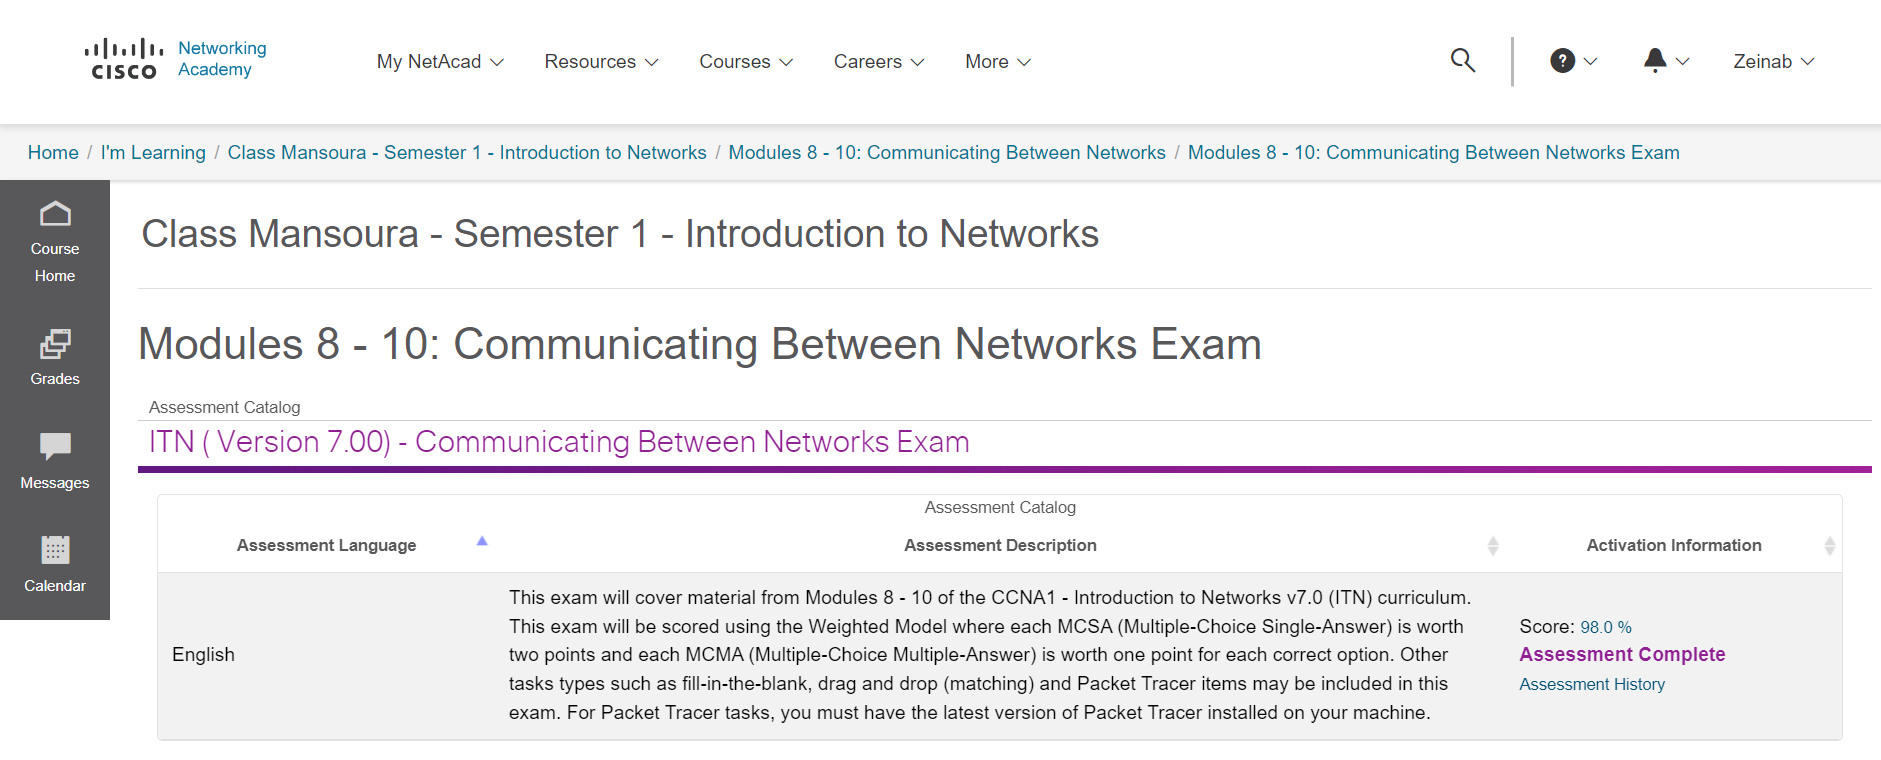 CISCO Networking Academy
My NetAcad Resources Courses Careers More ? Zeinab
Home / I'm Learning / Class Mansoura - Semester 1 - Introduction to Networks / Modules 8 - 10: Communicating Between Networks / Modules 8 - 10: Communicating Between Networks Exam
Course
Home
Grades
Messages
Calendar
Class Mansoura - Semester 1 - Introduction to Networks
Modules 8 - 10: Communicating Between Networks Exam
Assessment Catalog
ITN ( Version 7.00) - Communicating Between Networks Exam
Assessment Catalog
Assessment Language Assessment Description Activation Information
English
This exam will cover material from Modules 8 - 10 of the CCNA1 - Introduction to Networks v7.0 (ITN) curriculum.
This exam will be scored using the Weighted Model where each MCSA (Multiple-Choice Single-Answer) is worth
two points and each MCMA (Multiple-Choice Multiple-Answer) is worth one point for each correct option. Other
tasks types such as fill-in-the-blank, drag and drop (matching) and Packet Tracer items may be included in this
exam. For Packet Tracer tasks, you must have the latest version of Packet Tracer installed on your machine.
Score: 98.0 %
Assessment Complete
Assessment History